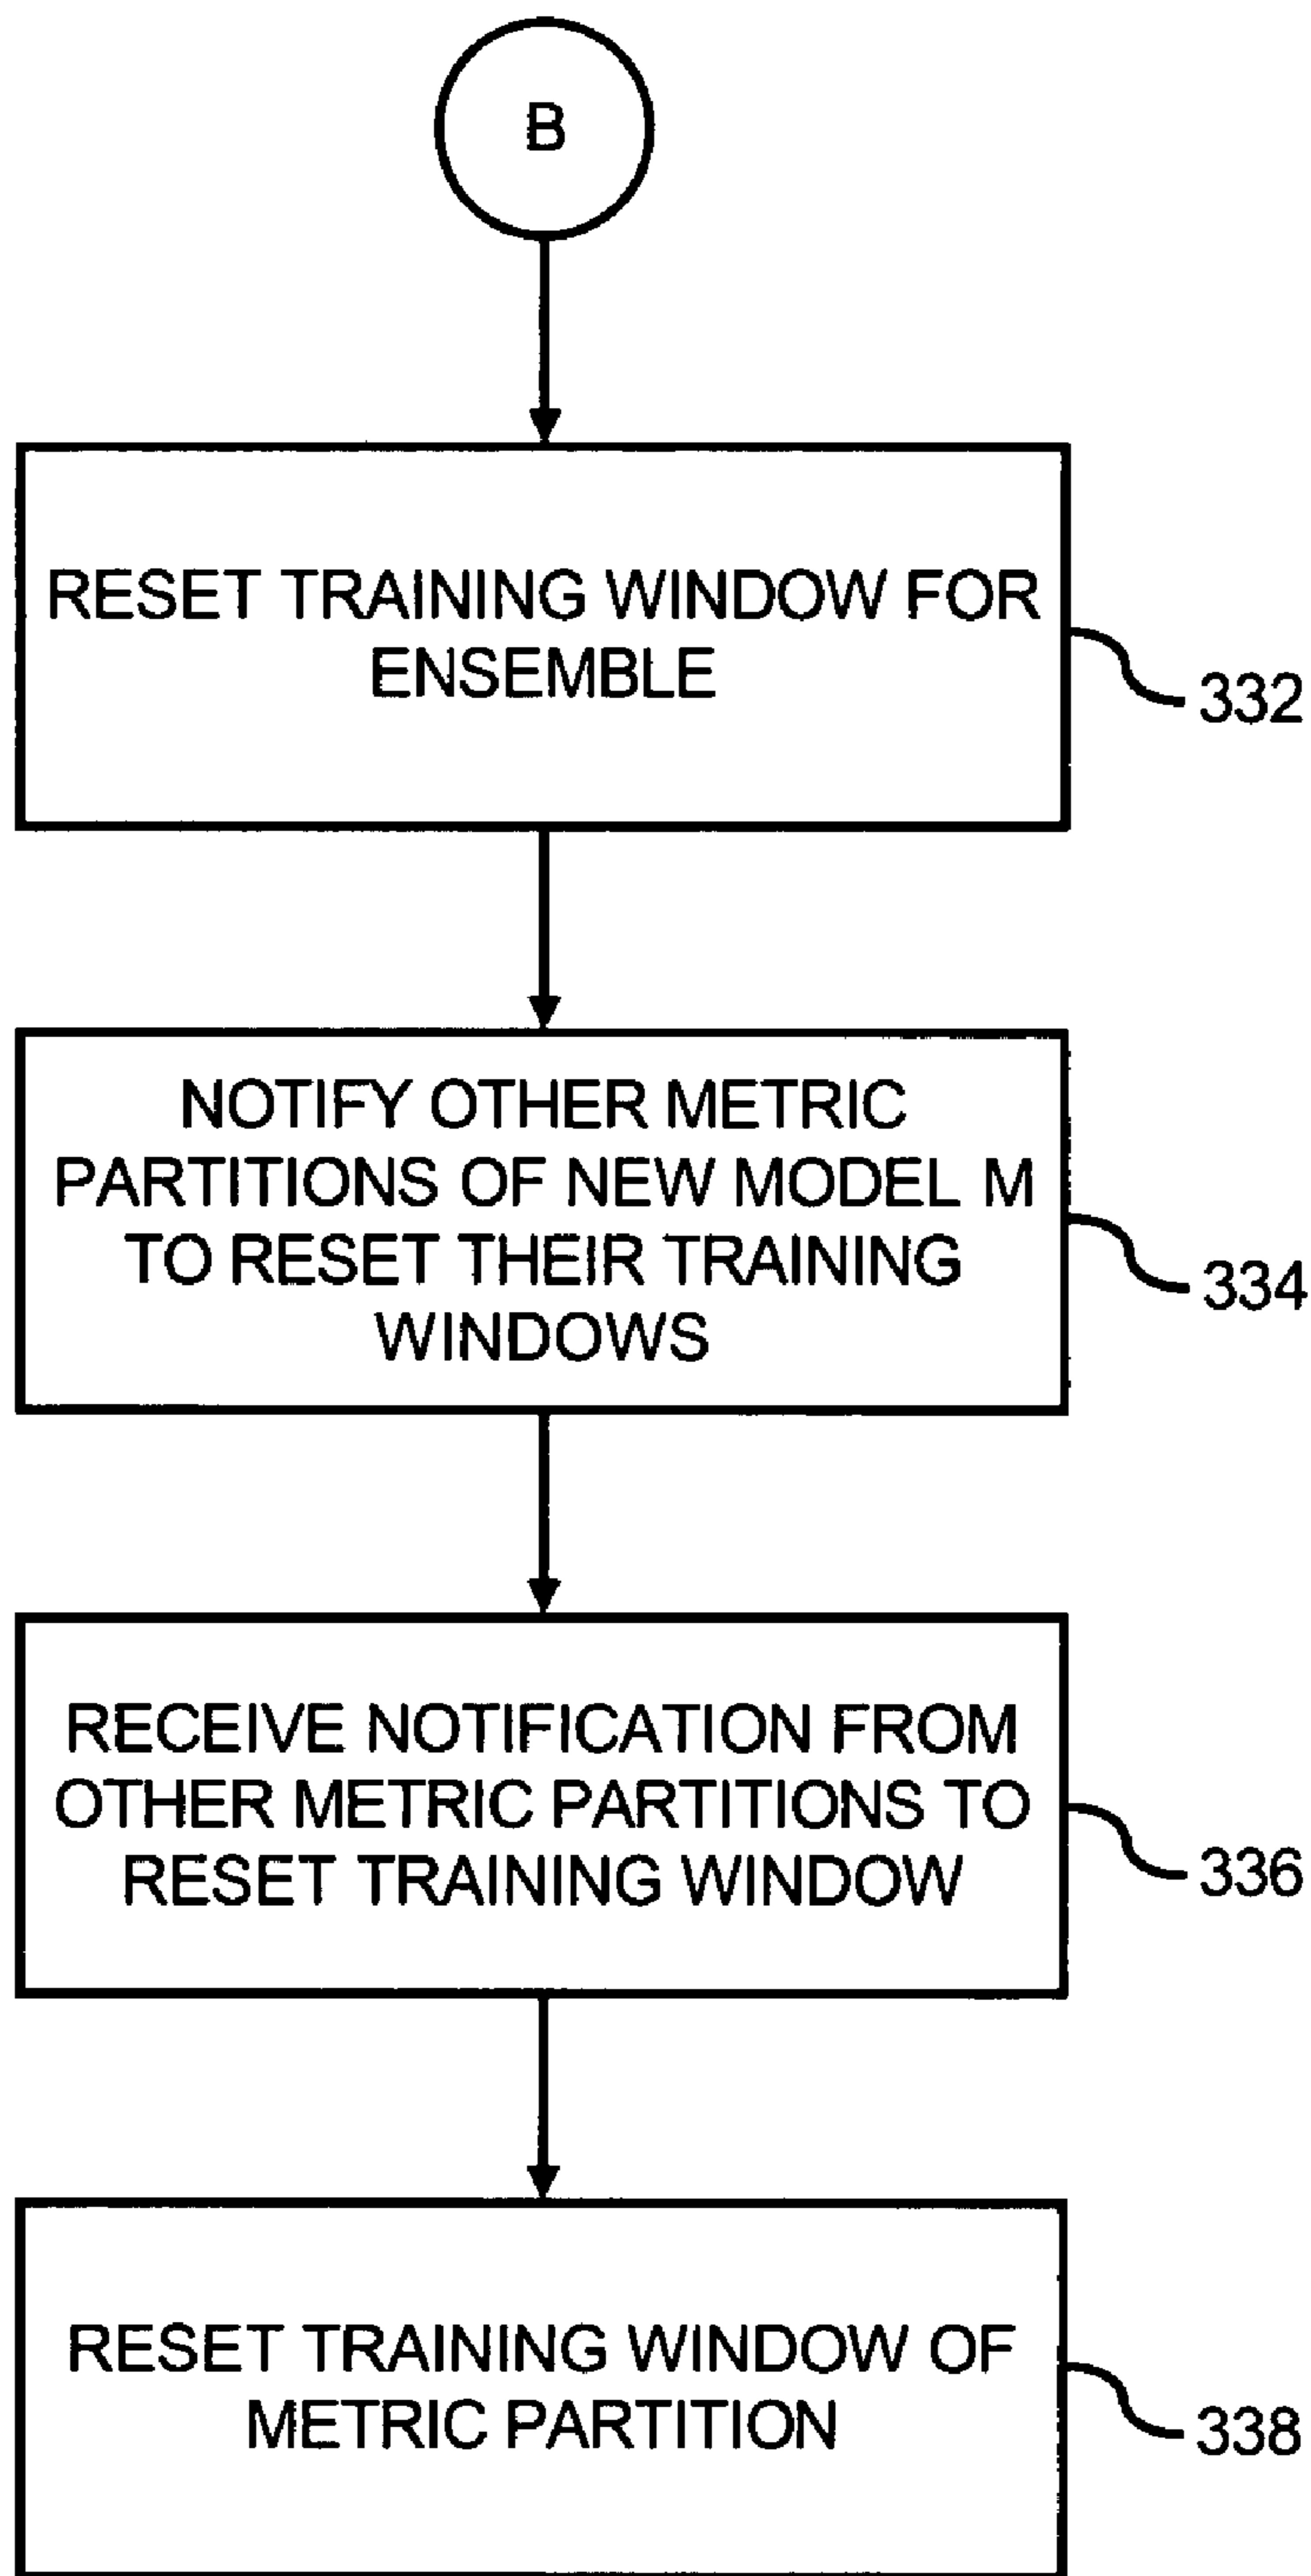 B
RESET TRAINING WINDOW FOR
ENSEMBLE
332
NOTIFY OTHER METRIC
PARTITIONS OF NEW MODEL M
TO RESET THEIR TRAINING
WINDOWS
334
RECEIVE NOTIFICATION FROM
OTHER METRIC PARTITIONS TO
RESET TRAINING WINDOW
336
RESET TRAINING WINDOW OF
METRIC PARTITION
338